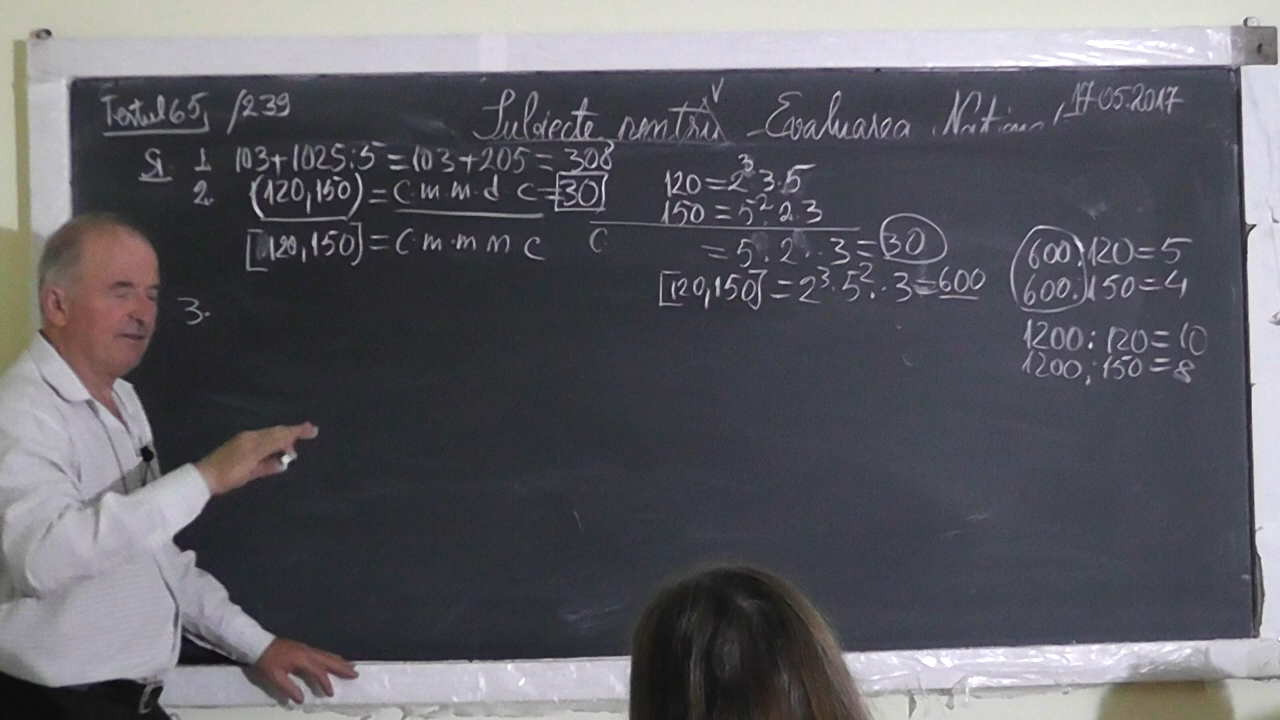 Testul 65, /239 Subiecte pentru Evaluarea Națion, 17.05.2017
SI. 1. 103+1025:5=103+205=308
2. (120,150)=c.m.m.d c=30
[120,150]=C.m.m.m c
3.
120=2³.3.5
150=5².2.3
C =5.2.3=30
[120,150]=2³.5².3=600
600:120=5
600:150=4
1200:120=10
1200:150=8